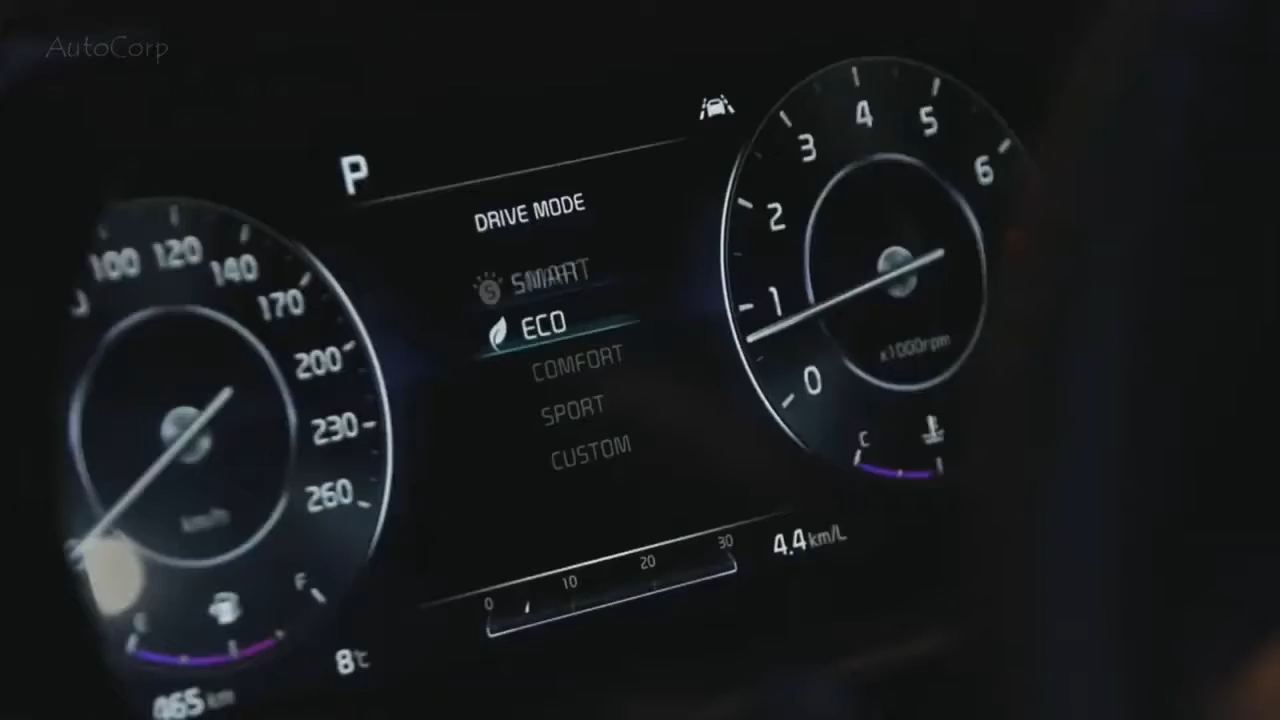 AutoCorp
P
DRIVE MODE
SMART
ECO
COMFORT
SPORT
CUSTOM
100 120 140 170 200 230 260
km/h
F
465 km
8℃
0 10 20 30
4.4 km/L
0 1 2 3 4 5 6
x1000rpm
C